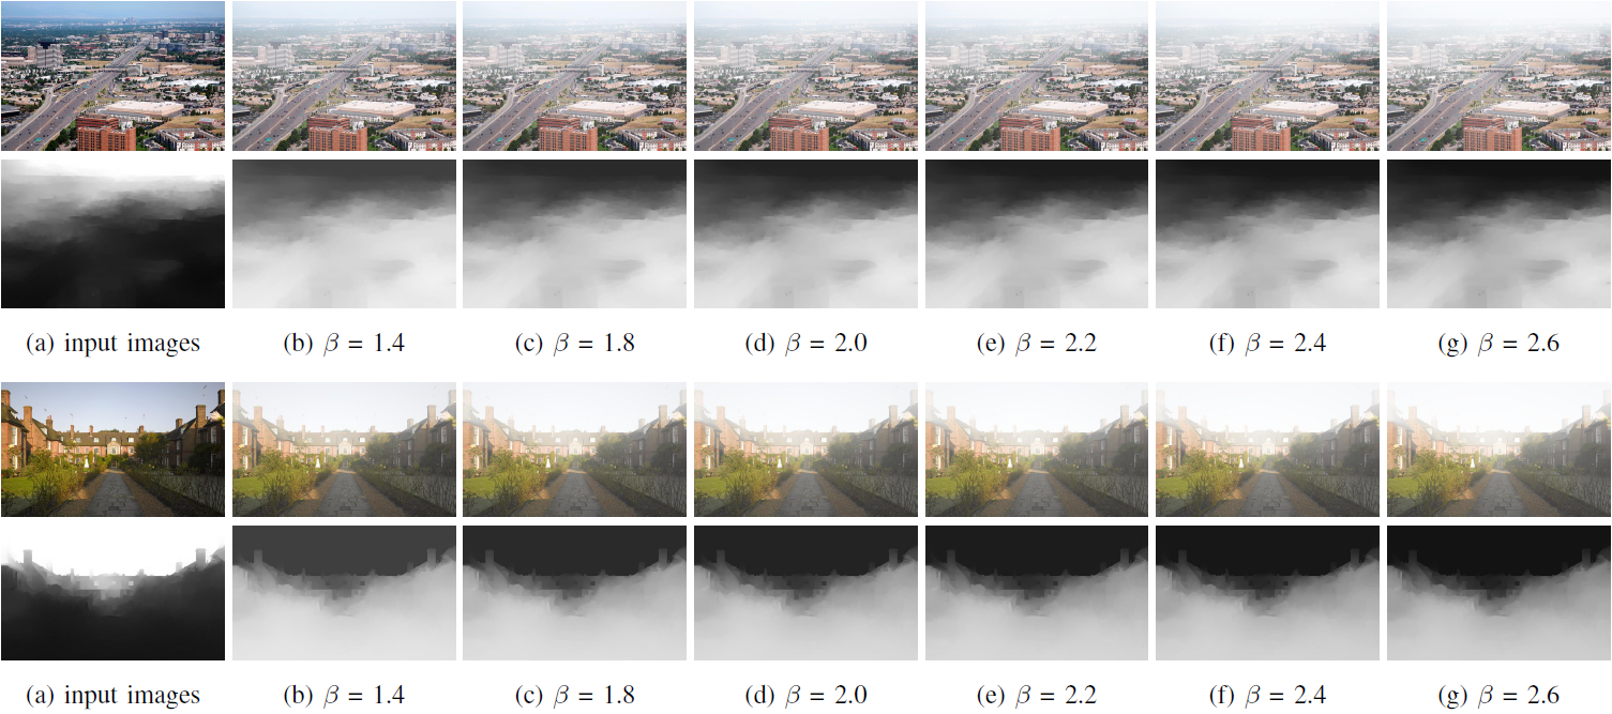 (a) input images (b) β = 1.4 (c) β = 1.8 (d) β = 2.0 (e) β = 2.2 (f) β = 2.4 (g) β = 2.6
(a) input images (b) β = 1.4 (c) β = 1.8 (d) β = 2.0 (e) β = 2.2 (f) β = 2.4 (g) β = 2.6